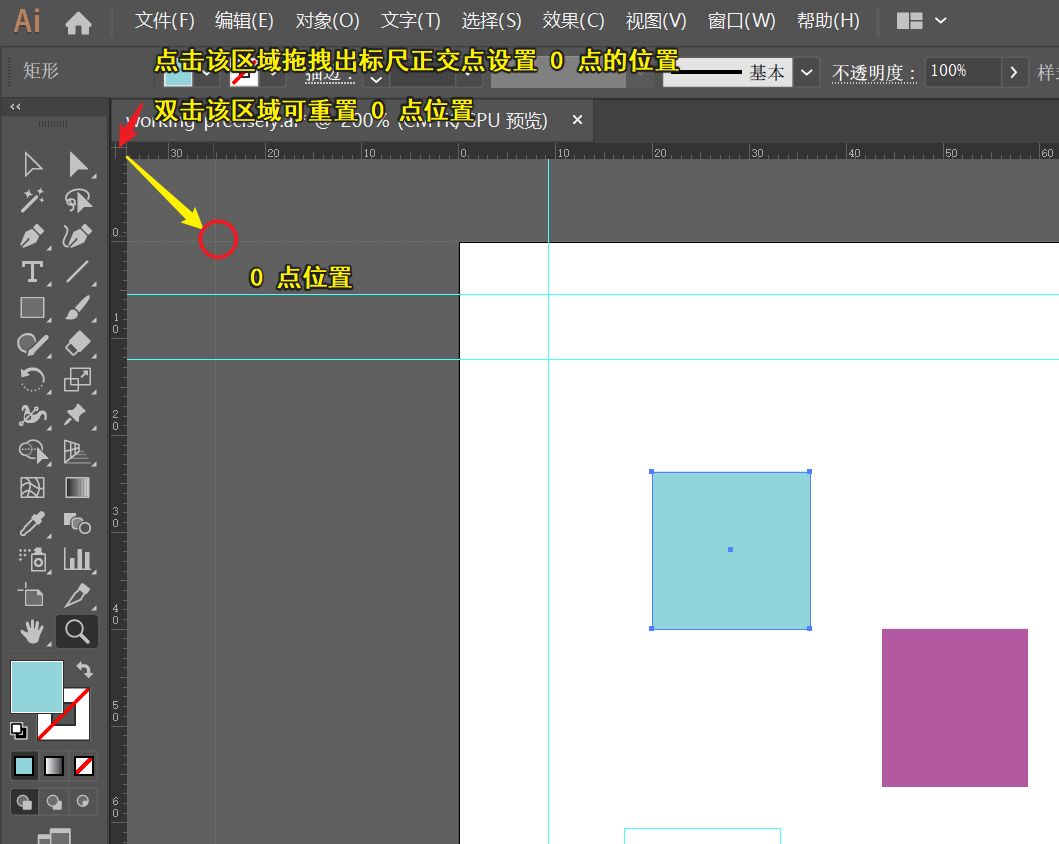 Ai 文件(F) 编辑(E) 对象(O) 文字(T) 选择(S) 效果(C) 视图(V) 窗口(W) 帮助(H)
点击该区域拖拽出标尺正交点设置 0 点的位置
矩形 描边: 基本 不透明度: 100% 样
双击该区域可重置 0 点位置
working-precisely.ai* @ 200% (CMYK/GPU 预览)
30 20 10 0 10 20 30 40 50 60
0
0 点位置
10
20
30
40
50
60